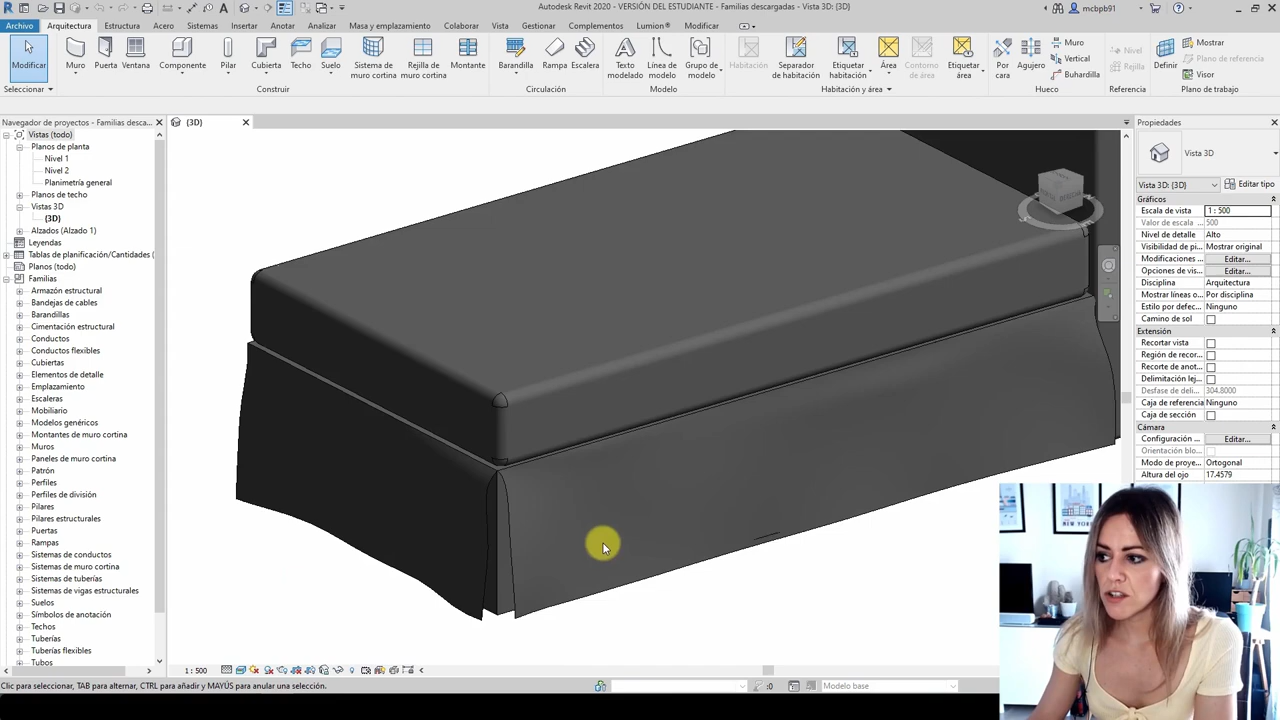 Autodesk Revit 2020 - VERSIÓN DEL ESTUDIANTE - Familias descargadas - Vista 3D: {3D}
mcbpb91
Archivo Arquitectura Estructura Acero Sistemas Insertar Anotar Analizar Masa y emplazamiento Colaborar Vista Gestionar Complementos Lumion® Modificar
Modificar
Muro
Puerta
Ventana
Componente
Pilar
Cubierta
Techo
Suelo
Sistema de
muro cortina
Rejilla de
muro cortina
Montante
Barandilla
Rampa
Escalera
Texto
modelado
Línea de
modelo
Grupo de
modelo
Habitación
Separador
de habitación
Etiquetar
habitación
Área
Contorno
de área
Etiquetar
área
Por
cara
Agujero
Muro
Vertical
Buhardilla
Nivel
Rejilla
Definir
Mostrar
Plano de referencia
Visor
Seleccionar
Construir
Circulación
Modelo
Habitación y área
Hueco
Referencia
Plano de trabajo
Navegador de proyectos - Familias desca...
Vistas (todo)
Planos de planta
Nivel 1
Nivel 2
Planimetría general
Planos de techo
Vistas 3D
{3D}
Alzados (Alzado 1)
Leyendas
Tablas de planificación/Cantidades (
Planos (todo)
Familias
Armazón estructural
Bandejas de cables
Barandillas
Cimentación estructural
Conductos
Conductos flexibles
Cubiertas
Elementos de detalle
Emplazamiento
Escaleras
Mobiliario
Modelos genéricos
Montantes de muro cortina
Muros
Paneles de muro cortina
Patrón
Perfiles
Perfiles de división
Pilares
Pilares estructurales
Puertas
Rampas
Sistemas de conductos
Sistemas de muro cortina
Sistemas de tuberías
Sistemas de vigas estructurales
Suelos
Símbolos de anotación
Techos
Tuberías
Tuberías flexibles
Tubos
{3D}
Propiedades
Vista 3D
Vista 3D: {3D}
Editar tipo
Gráficos
Escala de vista 1 : 500
Valor de escala ... 500
Nivel de detalle Alto
Visibilidad de pi... Mostrar original
Modificaciones ... Editar...
Opciones de vis... Editar...
Disciplina Arquitectura
Mostrar líneas o... Por disciplina
Estilo por defec... Ninguno
Camino de sol
Extensión
Recortar vista
Región de recor...
Recorte de anot...
Delimitación lej...
Desfase de deli... 304.8000
Caja de referencia Ninguno
Caja de sección
Cámara
Configuración ... Editar...
Orientación blo...
Modo de proye... Ortogonal
Altura del ojo 17.4579
NEW YORK
1 : 500
Clic para seleccionar, TAB para alternar, CTRL para añadir y MAYÚS para anular una selección.
:0
Modelo base